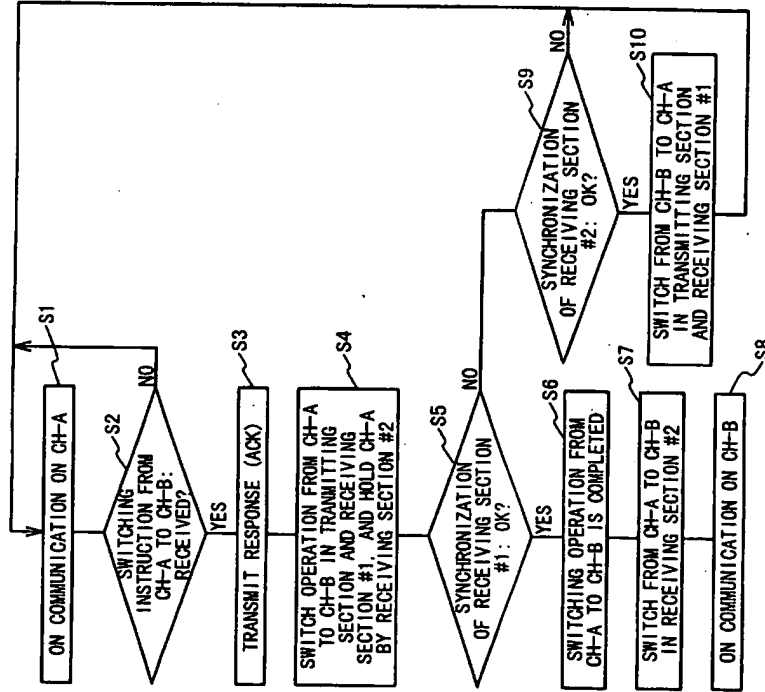 S1
ON COMMUNICATION ON CH-A
S2
SWITCHING
INSTRUCTION FROM
CH-A TO CH-B:
RECEIVED?
NO
YES
S3
TRANSMIT RESPONSE (ACK)
S4
SWITCH OPERATION FROM CH-A
TO CH-B IN TRANMITTING
SECTION AND RECEIVING
SECTION #1, AND HOLD CH-A
BY RECEIVING SECTION #2
S5
SYNCHRONIZATION
OF RECEIVING SECTION
#1: OK?
NO
YES
S6
SWITCHING OPERATION FROM
CH-A TO CH-B IS COMPLETED
S7
SWITCH FROM CH-A TO CH-B
IN RECEIVING SECTION #2
S8
ON COMMUNICATION ON CH-B
S9
SYNCHRONIZATION
OF RECEIVING SECTION
#2: OK?
NO
YES
S10
SWITCH FROM CH-B TO CH-A
IN TRANSMITTING SECTION
AND RECEIVING SECTION #1